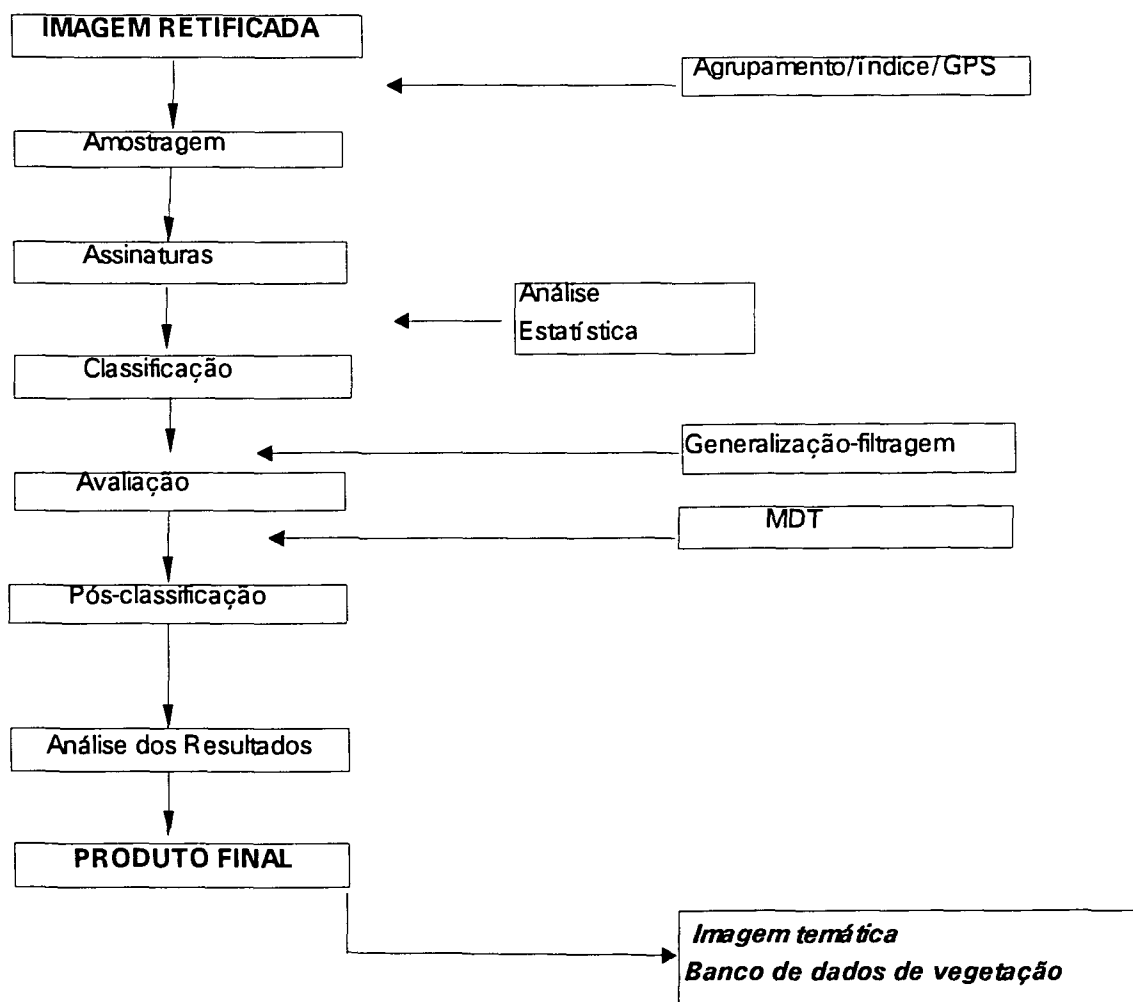 IMAGEM RETIFICADA
Agrupamento/índice/GPS
Amostragem
Assinaturas
Análise
Estatística
Classificação
Generalização-filtragem
Avaliação
MDT
Pós-classificação
Análise dos Resultados
PRODUTO FINAL
Imagem temática
Banco de dados de vegetação